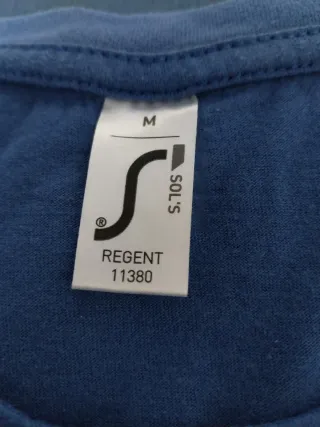 M
SOL'S
®
REGENT
11380